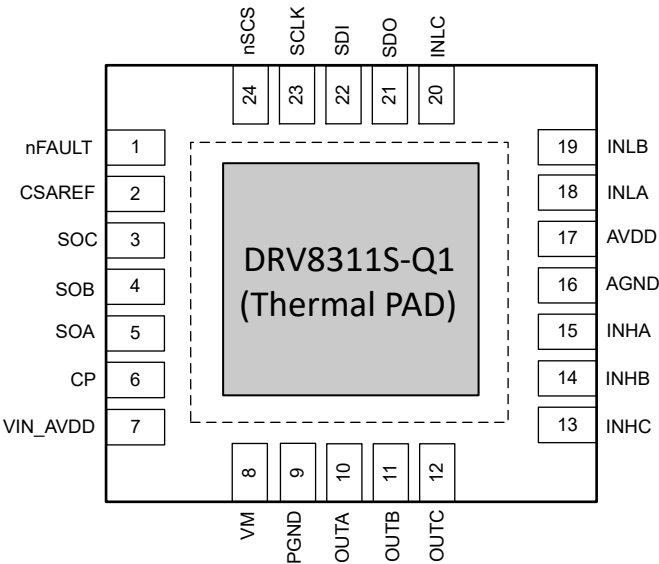 nSCS
SCLK
SDI
SDO
INLC
24
23
22
21
20
nFAULT 1
CSAREF 2
SOC 3
SOB 4
SOA 5
CP 6
VIN_AVDD 7
DRV8311S-Q1
(Thermal PAD)
19 INLB
18 INLA
17 AVDD
16 AGND
15 INHA
14 INHB
13 INHC
8
9
10
11
12
VM
PGND
OUTA
OUTB
OUTC